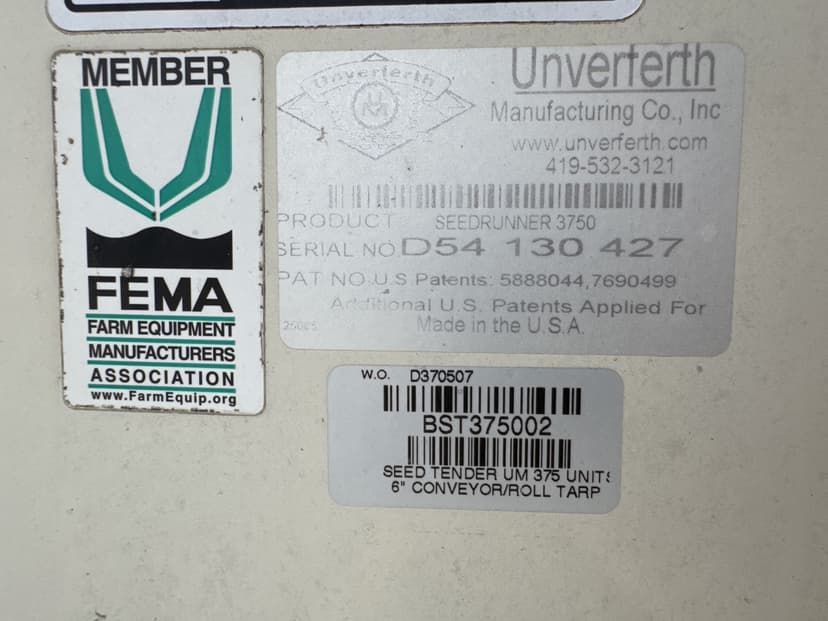 MEMBER
FEMA
FARM EQUIPMENT
MANUFACTURERS
ASSOCIATION
www.FarmEquip.org
Unverferth
UM
Unverferth
Manufacturing Co., Inc
www.unverferth.com
419-532-3121
PRODUCT SEEDRUNNER 3750
SERIAL NO D54 130 427
PAT NO.U.S. Patents: 5888044,7690499
Additional U.S. Patents Applied For
Made in the U.S.A.
W.O. D370507
BST375002
SEED TENDER UM 375 UNITS
6" CONVEYOR/ROLL TARP